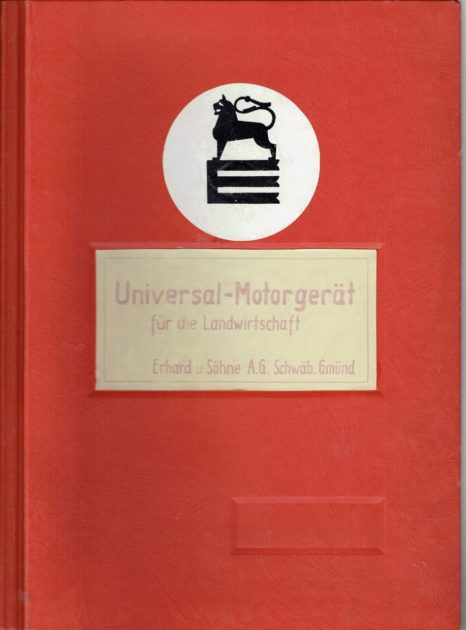 Universal-Motorgerät
für die Landwirtschaft
Erhard u. Söhne A.G. Schwäb. Gmünd